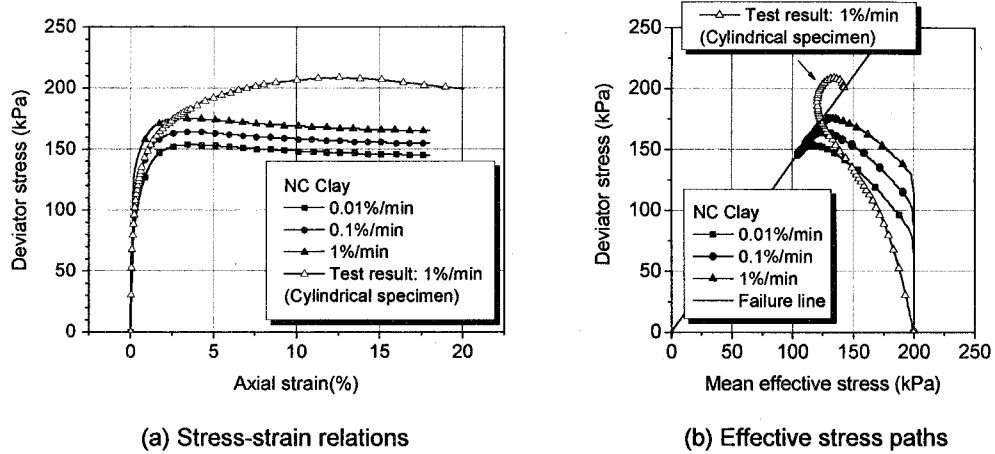 Deviator stress (kPa)
250
200
150
100
50
0
NC Clay
0.01%/min
0.1%/min
1%/min
Test result: 1%/min
(Cylindrical specimen)
0 5 10 15 20
Axial strain(%)
(a) Stress-strain relations
Test result: 1%/min
(Cylindrical specimen)
Deviator stress (kPa)
250
200
150
100
50
0
NC Clay
0.01%/min
0.1%/min
1%/min
Failure line
0 50 100 150 200 250
Mean effective stress (kPa)
(b) Effective stress paths